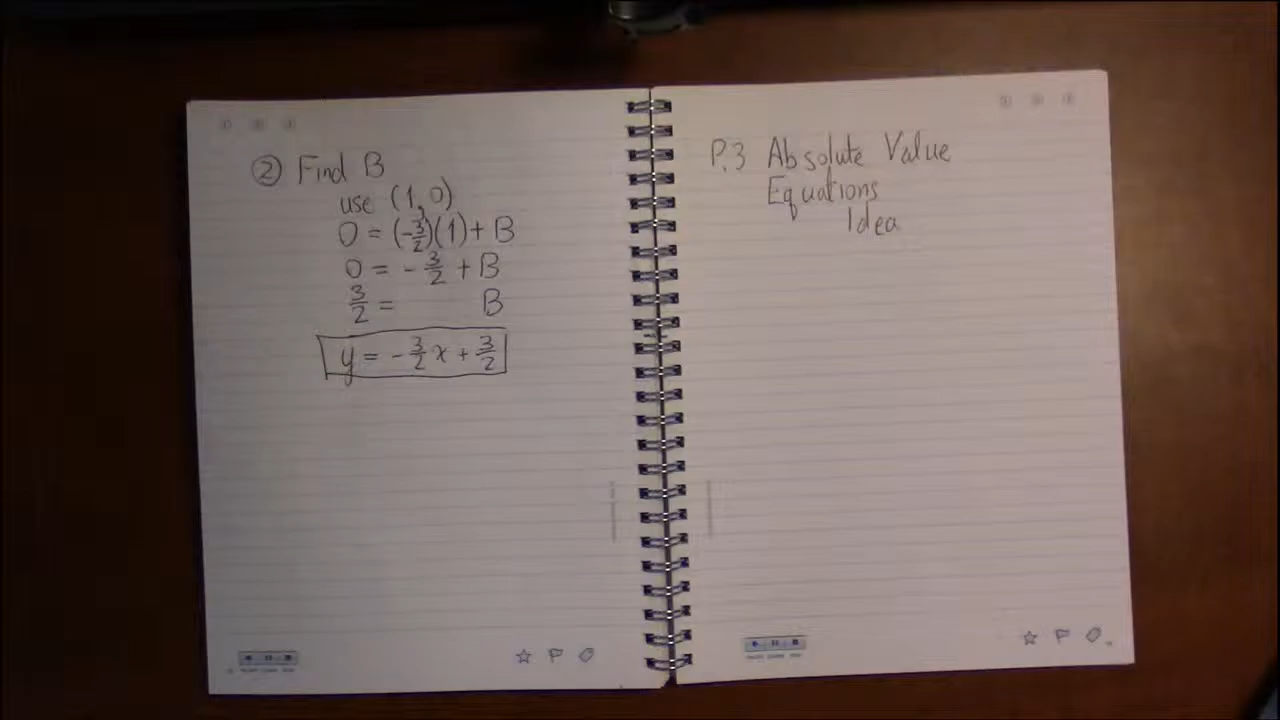 ② Find B
use (1, 0)
0 = (-3/2)(1) + B
0 = -3/2 + B
3/2 = B
y = -3/2 x + 3/2
P.3 Absolute Value
Equations
Idea